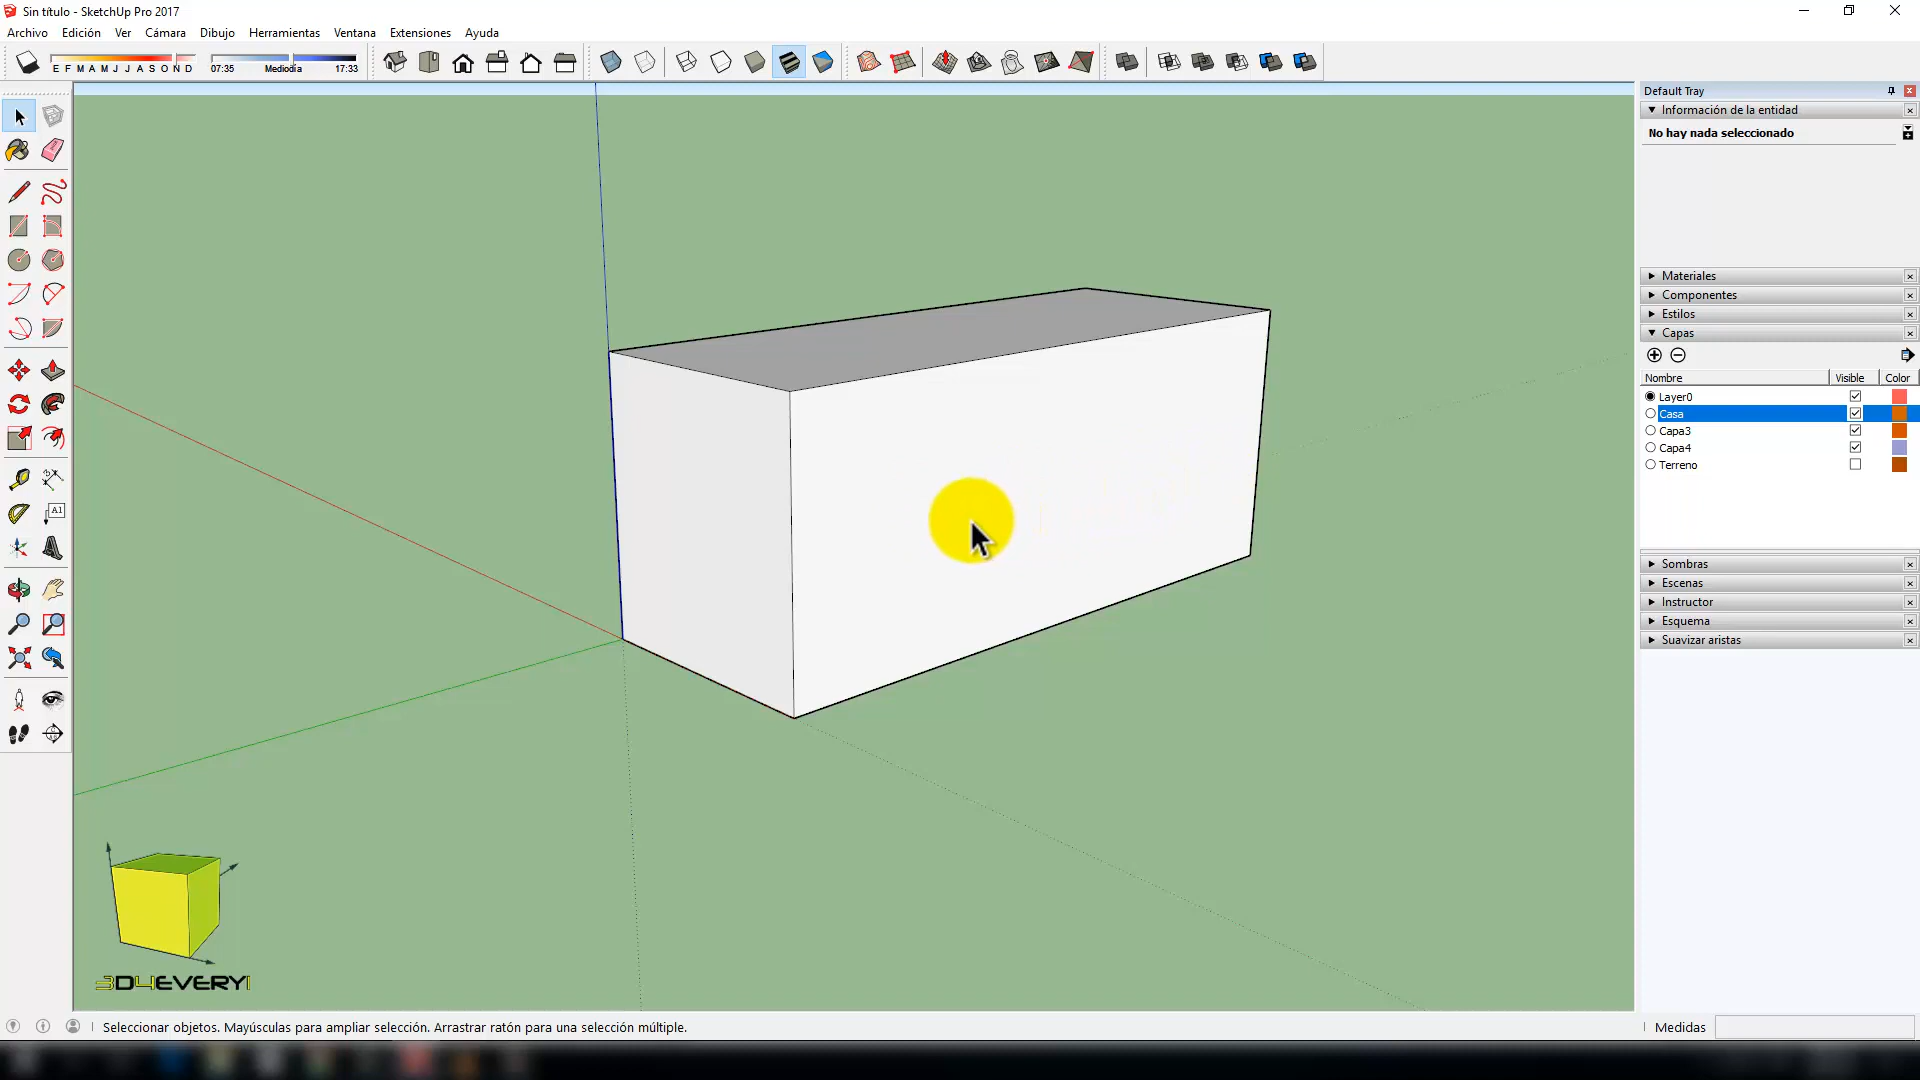 Sin título - SketchUp Pro 2017
Archivo Edición Ver Cámara Dibujo Herramientas Ventana Extensiones Ayuda
E F M A M J J A S O N D
07:35 Mediodía 17:33
Default Tray
Información de la entidad
No hay nada seleccionado
Materiales
Componentes
Estilos
Capas
Nombre Visible Color
Layer0
Casa
Capa3
Capa4
Terreno
Sombras
Escenas
Instructor
Esquema
Suavizar aristas
A1
3D4EVERY1
Seleccionar objetos. Mayúsculas para ampliar selección. Arrastrar ratón para una selección múltiple.
Medidas